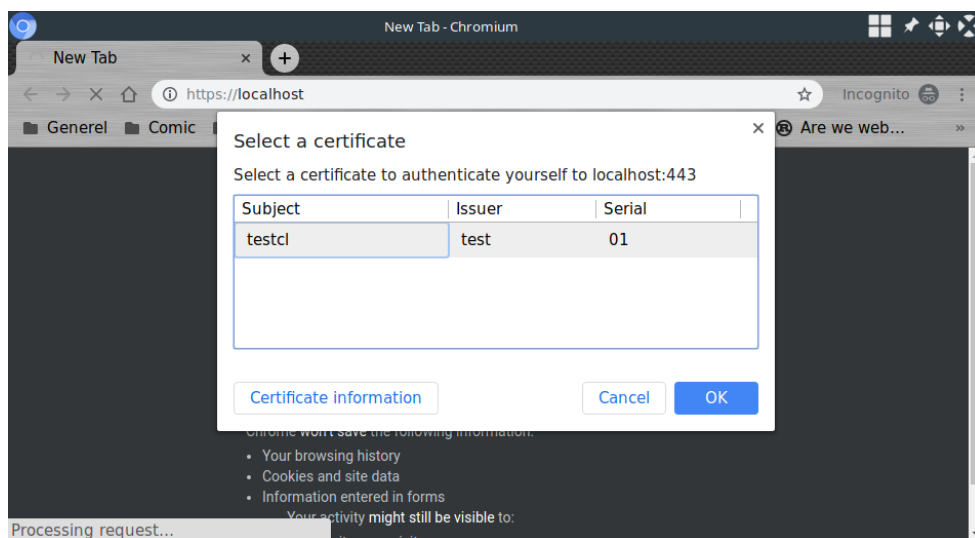 New Tab - Chromium
New Tab
https://localhost
Incognito
Generel Comic Are we web... »
Select a certificate
Select a certificate to authenticate yourself to localhost:443
Subject Issuer Serial
testcl test 01
Certificate information Cancel OK
Chrome won't save the following information:
• Your browsing history
• Cookies and site data
• Information entered in forms
Your activity might still be visible to:
Processing request...